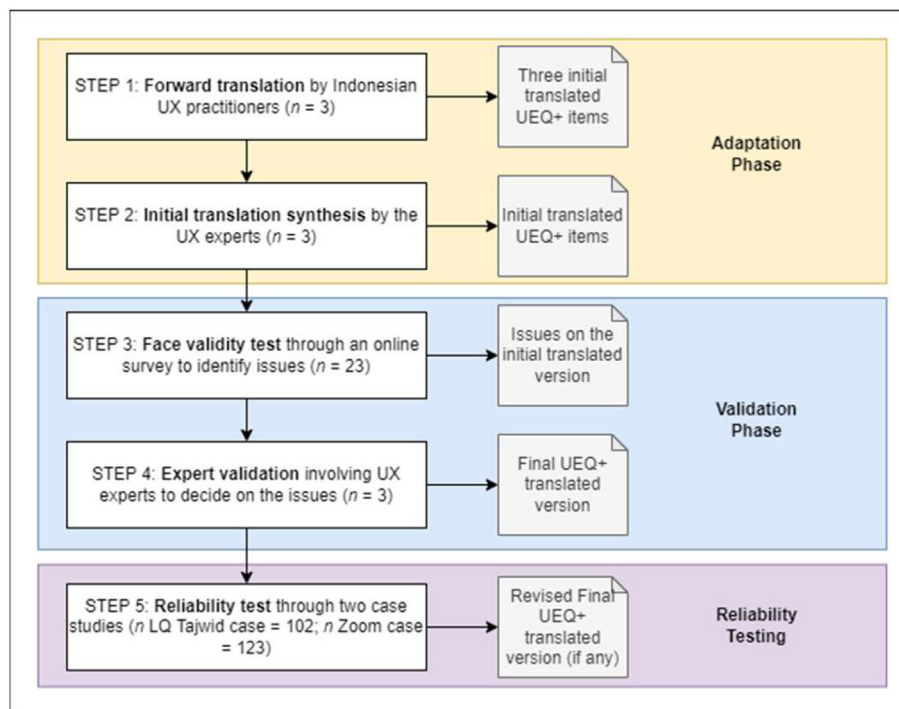 STEP 1: Forward translation by Indonesian
UX practitioners (n = 3)
Three initial
translated
UEQ+ items
Adaptation
Phase
STEP 2: Initial translation synthesis by the
UX experts (n = 3)
Initial translated
UEQ+ items
STEP 3: Face validity test through an online
survey to identify issues (n = 23)
Issues on the
initial translated
version
Validation
Phase
STEP 4: Expert validation involving UX
experts to decide on the issues (n = 3)
Final UEQ+
translated
version
STEP 5: Reliability test through two case
studies (n LQ Tajwid case = 102; n Zoom case
= 123)
Revised Final
UEQ+
translated
version (if any)
Reliability
Testing